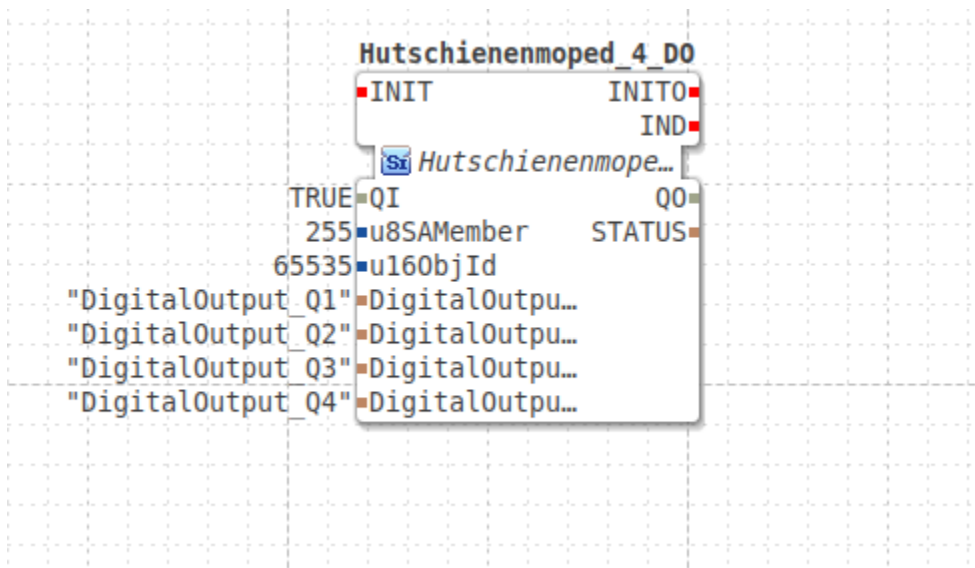 Hutschienenmoped_4_DO
INIT INITO
IND
SI Hutschienenmope…
TRUE QI QO
255 u8SAMember STATUS
65535 u16ObjId
"DigitalOutput_Q1" DigitalOutpu…
"DigitalOutput_Q2" DigitalOutpu…
"DigitalOutput_Q3" DigitalOutpu…
"DigitalOutput_Q4" DigitalOutpu…